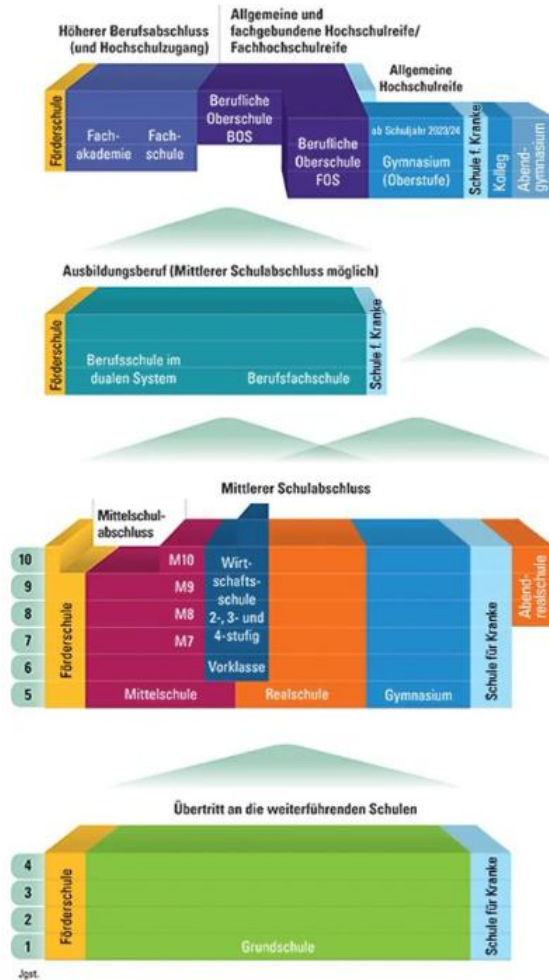 Höherer Berufsabschluss
(und Hochschulzugang)
Allgemeine und
fachgebundene Hochschulreife/
Fachhochschulreife
Allgemeine
Hochschulreife
Förderschule
Fach-
akademie
Fach-
schule
Berufliche
Oberschule
BOS
Berufliche
Oberschule
FOS
ab Schuljahr 2023/24
Gymnasium
(Oberstufe)
Schule f. Kranke
Kolleg
Abend-
gymnasium
Ausbildungsberuf (Mittlerer Schulabschluss möglich)
Förderschule
Berufsschule im
dualen System
Berufsfachschule
Schule f. Kranke
Mittlerer Schulabschluss
Mittelschul-
abschluss
10
9
8
7
6
5
Förderschule
M10
M9
M8
M7
Mittelschule
Wirt-
schafts-
schule
2-, 3- und
4-stufig
Vorklasse
Realschule
Gymnasium
Schule für Kranke
Abend-
realschule
Übertritt an die weiterführenden Schulen
4
3
2
1
Jgst.
Förderschule
Grundschule
Schule für Kranke